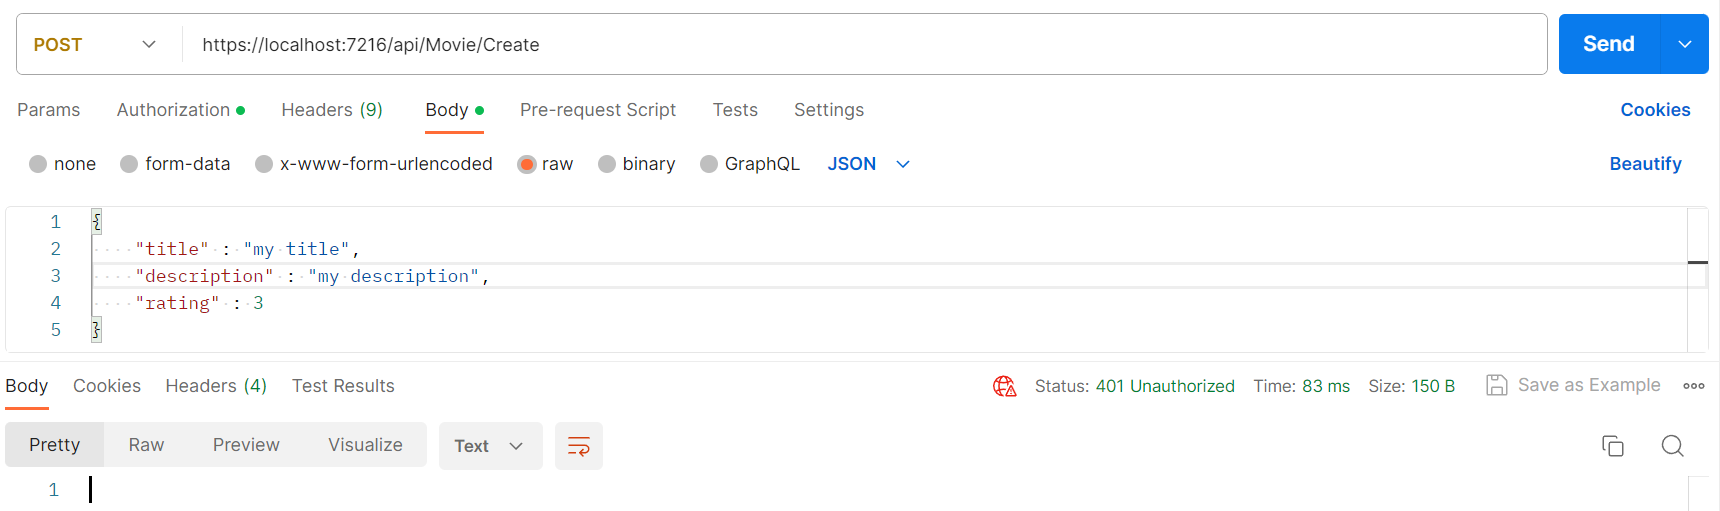 POST https://localhost:7216/api/Movie/Create Send
Params Authorization Headers (9) Body Pre-request Script Tests Settings Cookies
none form-data x-www-form-urlencoded raw binary GraphQL JSON Beautify
1 {
2 "title" : "my title",
3 "description" : "my description",
4 "rating" : 3
5 }
Body Cookies Headers (4) Test Results Status: 401 Unauthorized Time: 83 ms Size: 150 B Save as Example
Pretty Raw Preview Visualize Text
1